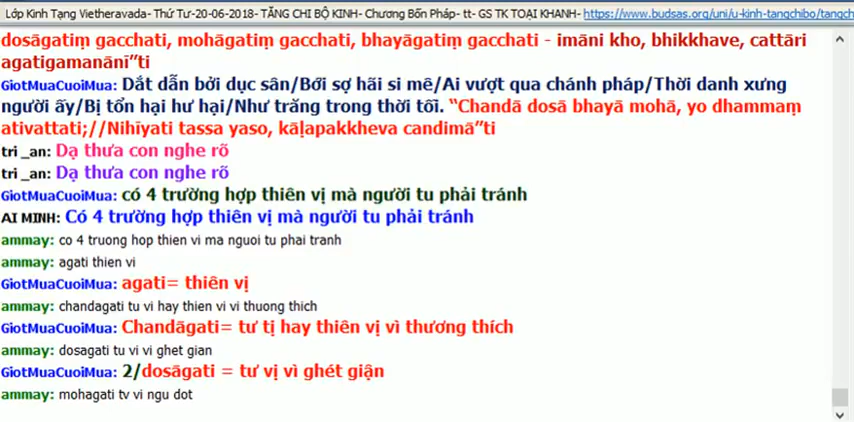 Lớp Kinh Tạng Vietheravada- Thứ Tư-20-06-2018- TĂNG CHI BỘ KINH- Chương Bốn Pháp- tt- GS TK TOẠI KHANH- https://www.budsas.org/uni/u-kinh-tangchibo/tangch
dosāgatiṃ gacchati, mohāgatiṃ gacchati, bhayāgatiṃ gacchati - imāni kho, bhikkhave, cattāri
agatigamanānī”ti
GiotMuaCuoiMua: Dắt dẫn bởi dục sân/Bới sợ hãi si mê/Ai vượt qua chánh pháp/Thời danh xưng
người ấy/Bị tổn hại hư hại/Như trăng trong thời tối. “Chandā dosā bhayā mohā, yo dhammaṃ
ativattati;//Nihīyati tassa yaso, kāḷapakkheva candimā”ti
tri _an: Dạ thưa con nghe rõ
tri _an: Dạ thưa con nghe rõ
GiotMuaCuoiMua: có 4 trường hợp thiên vị mà người tu phải tránh
AI MINH: Có 4 trường hợp thiên vị mà người tu phải tránh
ammay: co 4 truong hop thien vi ma nguoi tu phai tranh
ammay: agati thien vi
GiotMuaCuoiMua: agati= thiên vị
ammay: chandagati tu vi hay thien vi vi thuong thich
GiotMuaCuoiMua: Chandāgati= tư tị hay thiên vị vì thương thích
ammay: dosagati tu vi vi ghet gian
GiotMuaCuoiMua: 2/dosāgati = tư vị vì ghét giận
ammay: mohagati tv vi ngu dot